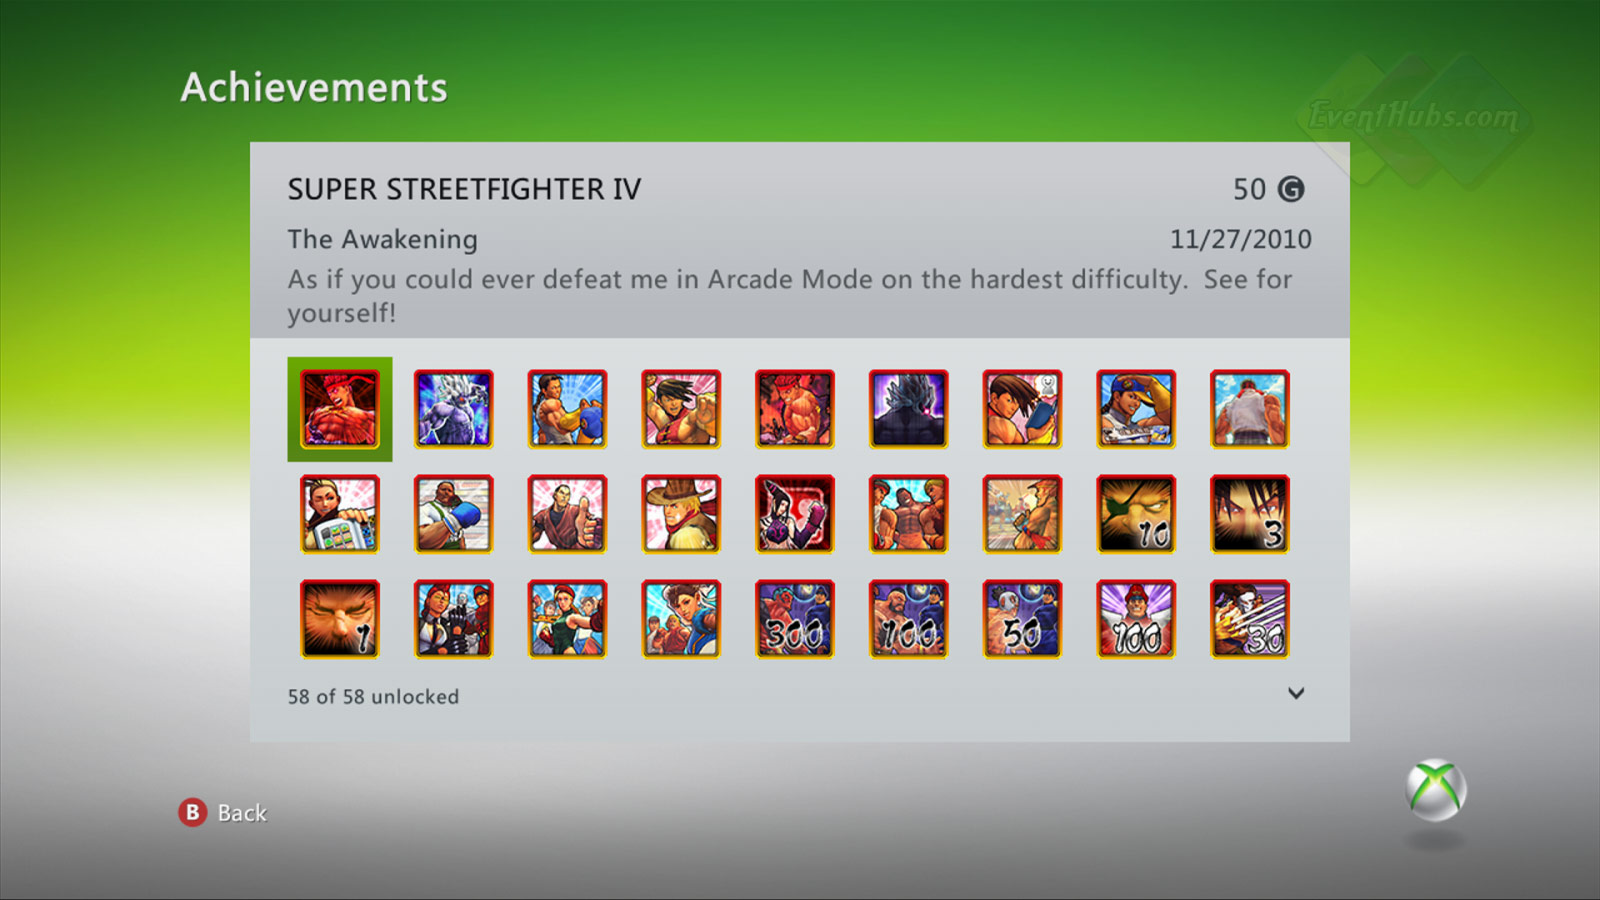 EventHubs.com
Achievements
SUPER STREETFIGHTER IV
50 G
The Awakening
11/27/2010
As if you could ever defeat me in Arcade Mode on the hardest difficulty.  See for
yourself!
10
3
1
300
100
50
100
30
58 of 58 unlocked
B Back